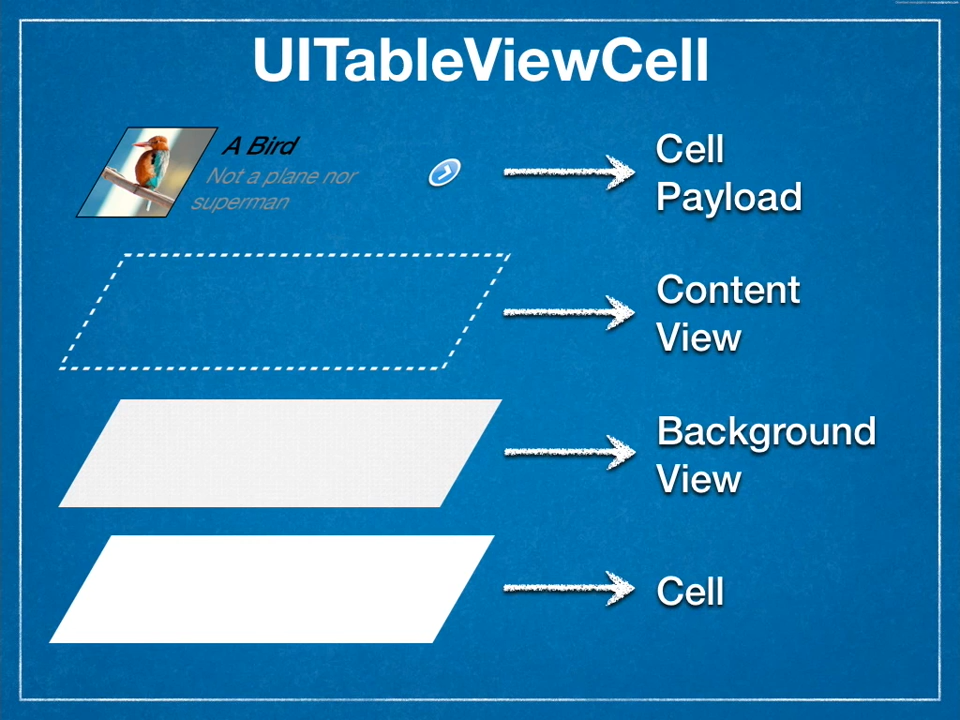 UITableViewCell
A Bird
Not a plane nor
superman
Cell
Payload
Content
View
Background
View
Cell